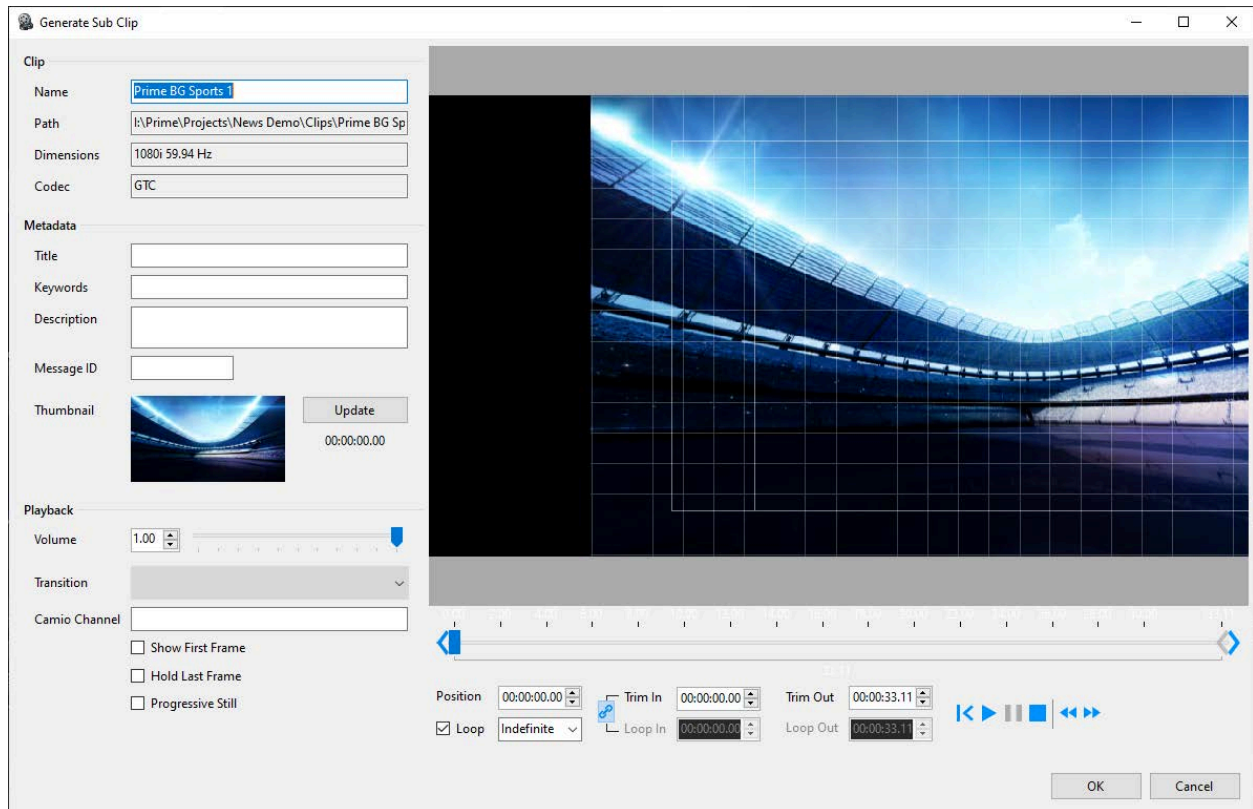 Generate Sub Clip
Clip
Name Prime BG Sports 1
Path I:\Prime\Projects\News Demo\Clips\Prime BG Sp
Dimensions 1080i 59.94 Hz
Codec GTC
Metadata
Title
Keywords
Description
Message ID
Thumbnail Update
00:00:00.00
Playback
Volume 1.00
Transition
Camio Channel
Show First Frame
Hold Last Frame
Progressive Still
Position 00:00:00.00 Trim In 00:00:00.00 Trim Out 00:00:33.11
Loop Indefinite Loop In 00:00:00.00 Loop Out 00:00:33.11
OK Cancel